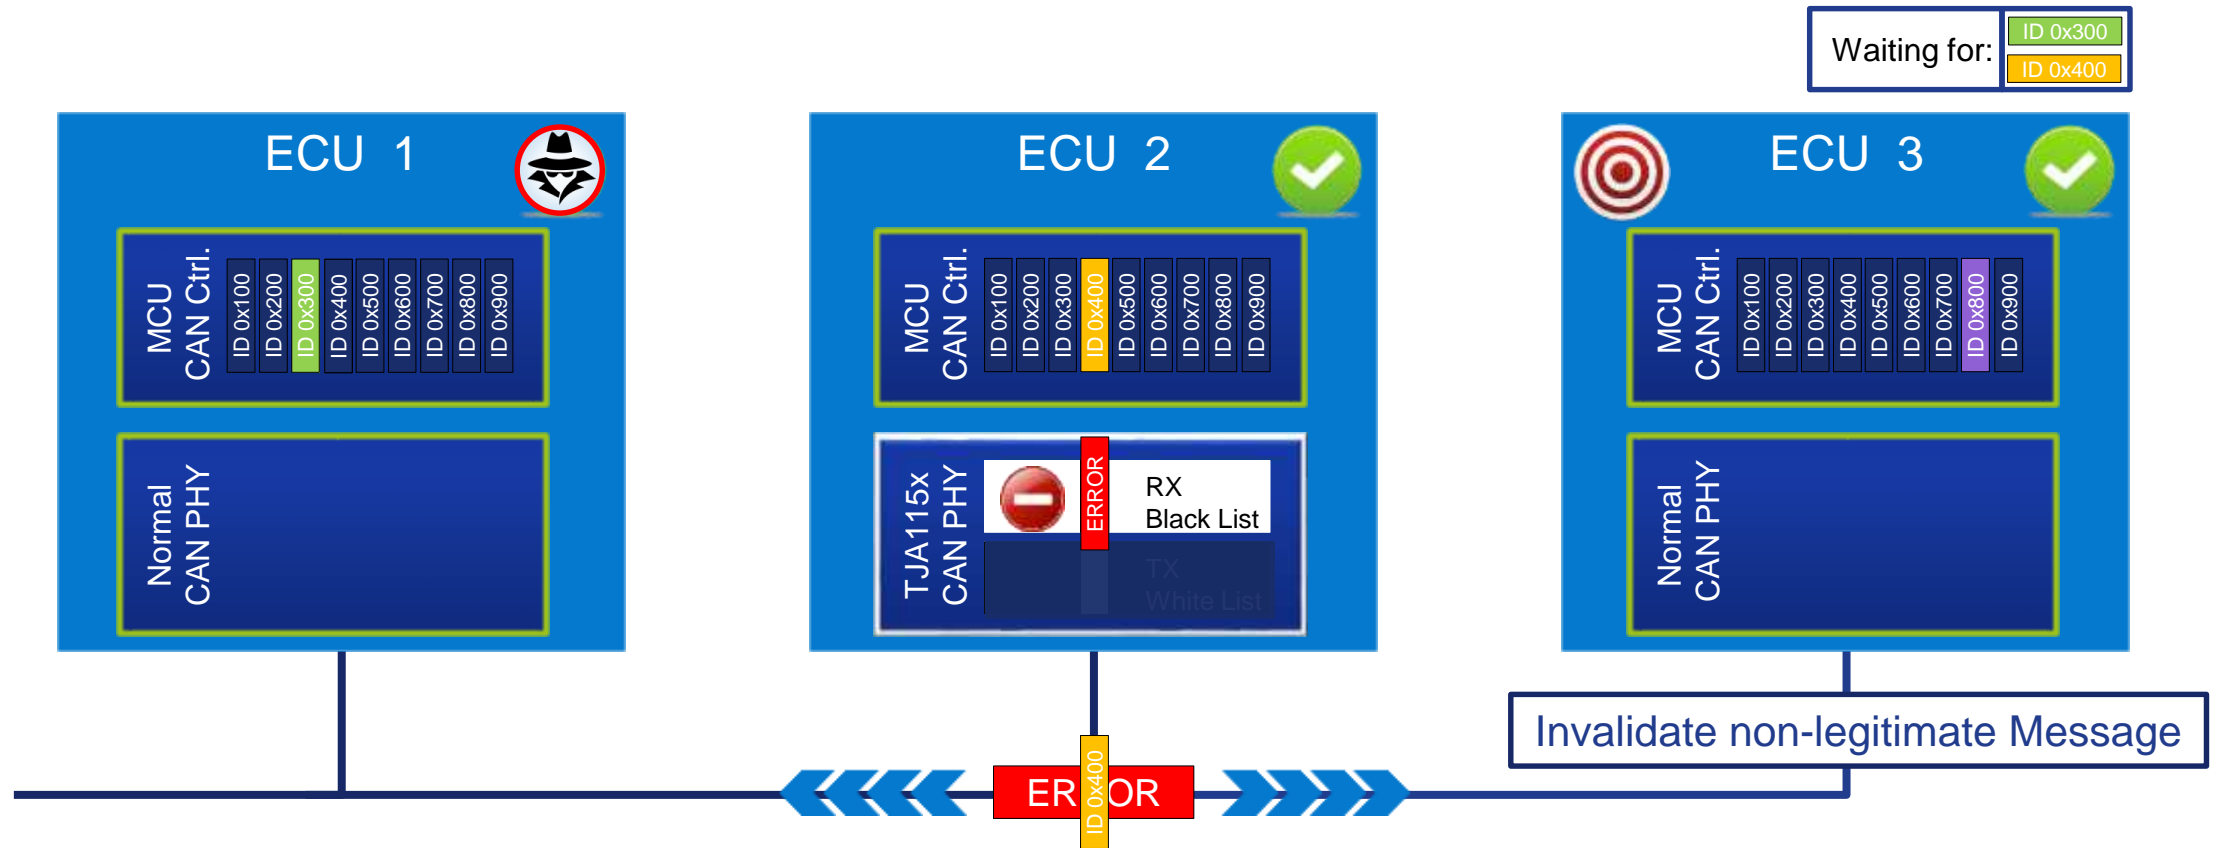 Waiting for:
ID 0x300
ID 0x400
ECU 1
MCU
CAN Ctrl.
ID 0x100
ID 0x200
ID 0x300
ID 0x400
ID 0x500
ID 0x600
ID 0x700
ID 0x800
ID 0x900
Normal
CAN PHY
ECU 2
MCU
CAN Ctrl.
ID 0x100
ID 0x200
ID 0x300
ID 0x400
ID 0x500
ID 0x600
ID 0x700
ID 0x800
ID 0x900
TJA115x
CAN PHY
ERROR
RX
Black List
TX
White List
ECU 3
MCU
CAN Ctrl.
ID 0x100
ID 0x200
ID 0x300
ID 0x400
ID 0x500
ID 0x600
ID 0x700
ID 0x800
ID 0x900
Normal
CAN PHY
Invalidate non-legitimate Message
ERROR
ID 0x400